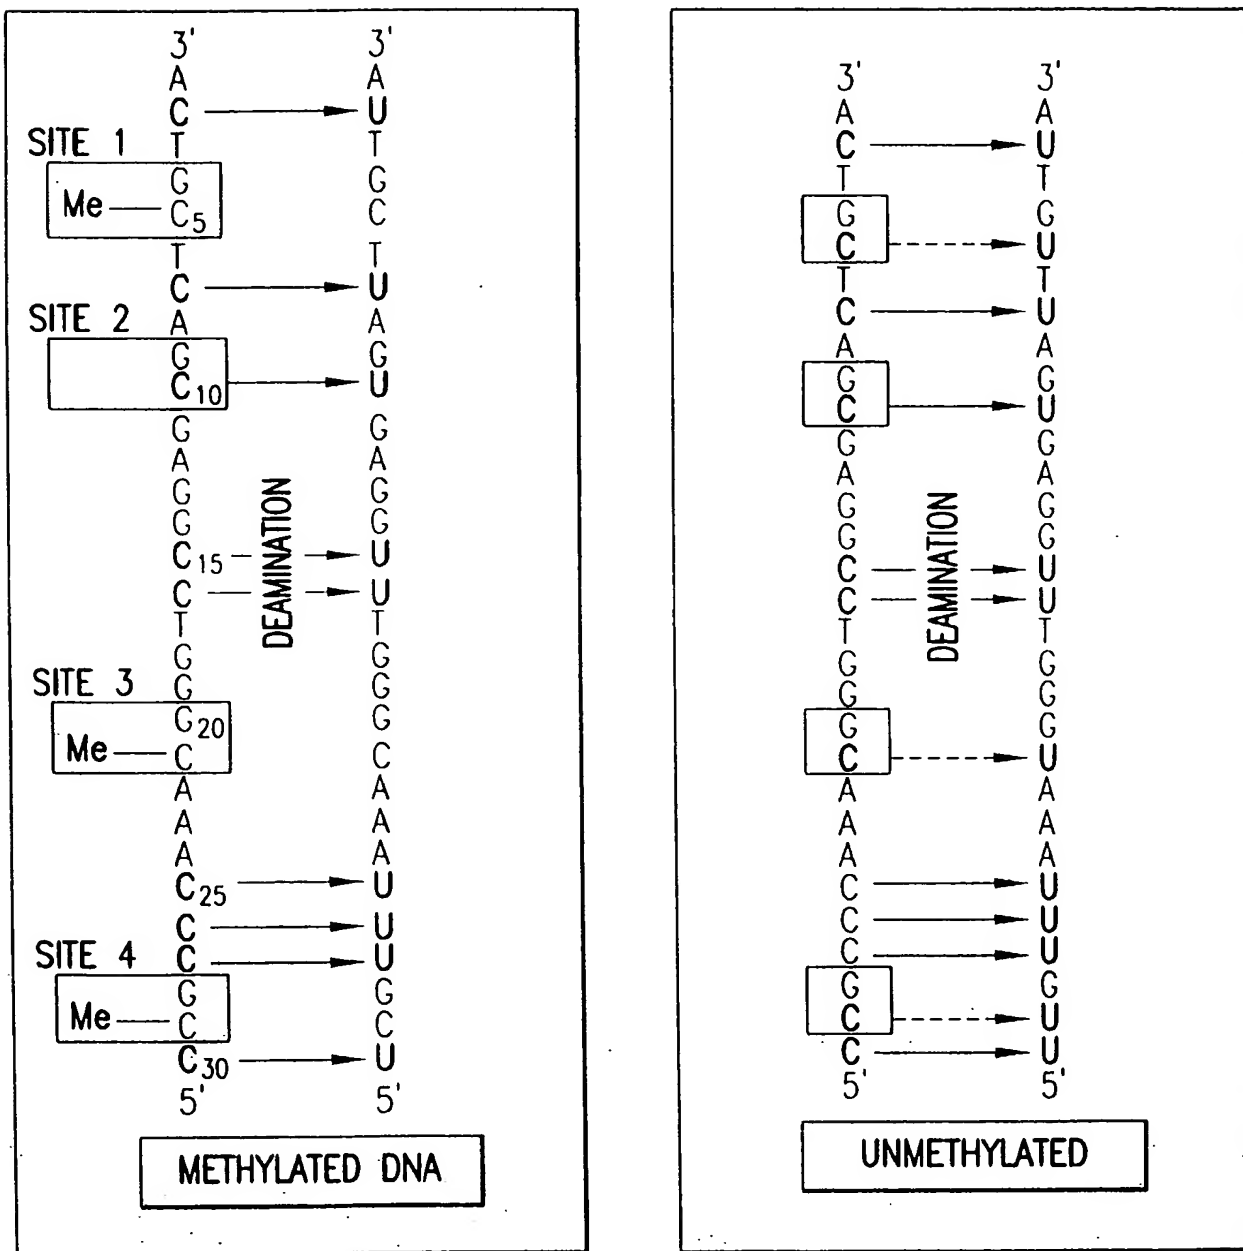 3' 3'
A A
C U
T T
SITE 1
G G
Me C5 C
T T
C U
A A
SITE 2
G G
C10 U
G G
A A
G G
G G
C15 U
C U
DEAMINATION
T T
G G
SITE 3
G G
G20 G
Me C C
A A
A A
A A
C25 U
C U
C U
SITE 4
G G
Me C C
C30 U
5' 5'
METHYLATED DNA
3' 3'
A A
C U
T T
G G
C U
T T
C U
A A
G G
C U
G G
A A
G G
G G
C U
C U
DEAMINATION
T T
G G
G G
G G
C U
A A
A A
A A
C U
C U
C U
G G
C U
C U
5' 5'
UNMETHYLATED